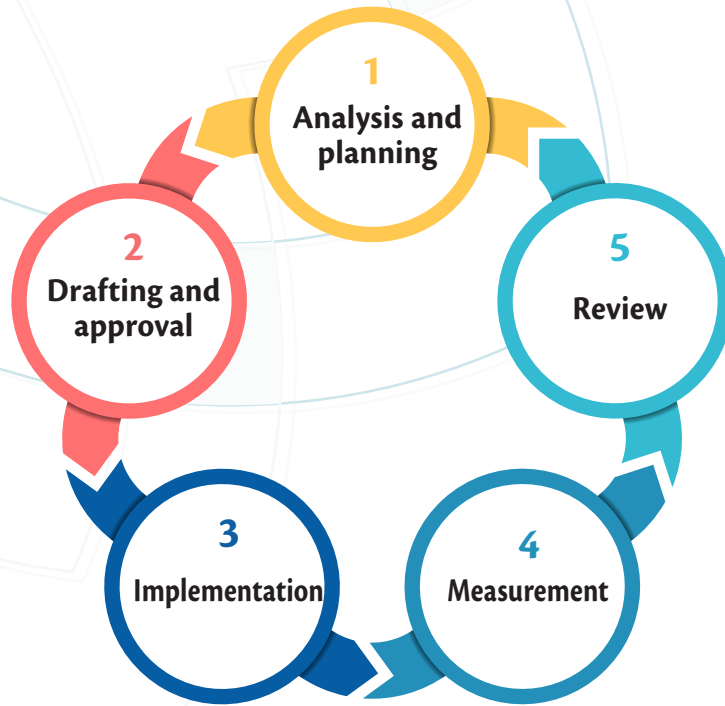 1
Analysis and
planning
2
Drafting and
approval
3
Implementation
4
Measurement
5
Review